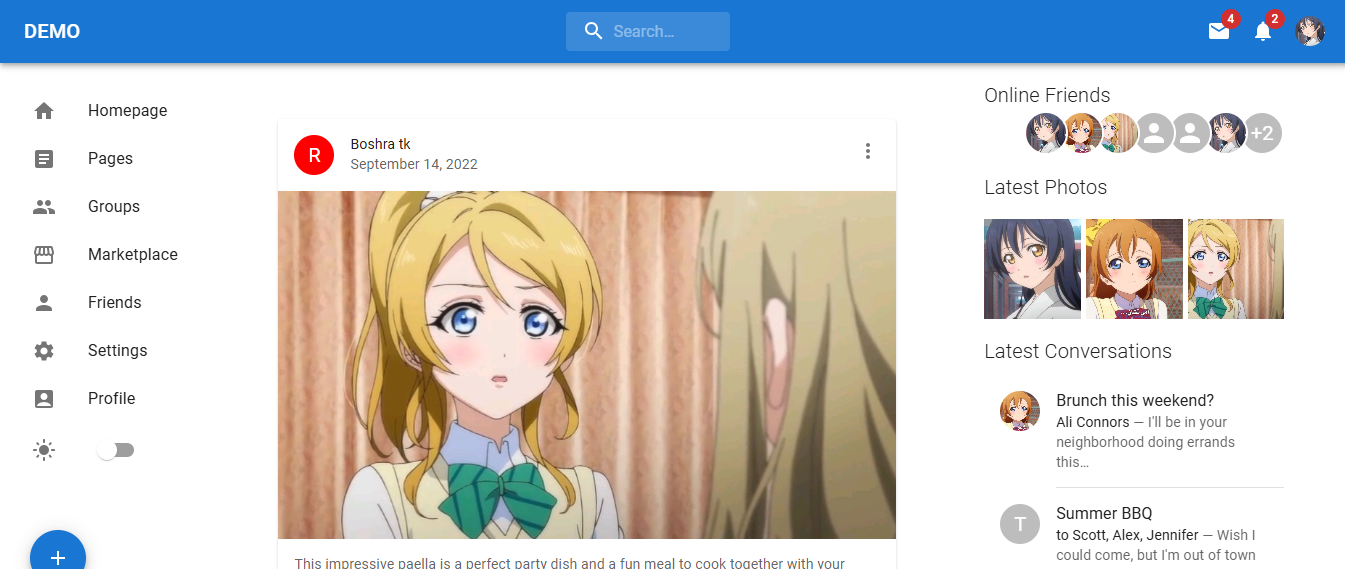 DEMO
Search…
4
2
Homepage
Pages
Groups
Marketplace
Friends
Settings
Profile
R
Boshra tk
September 14, 2022
This impressive paella is a perfect party dish and a fun meal to cook together with your
Online Friends
+2
Latest Photos
Latest Conversations
Brunch this weekend?
Ali Connors — I'll be in your
neighborhood doing errands
this…
T
Summer BBQ
to Scott, Alex, Jennifer — Wish I
could come, but I'm out of town